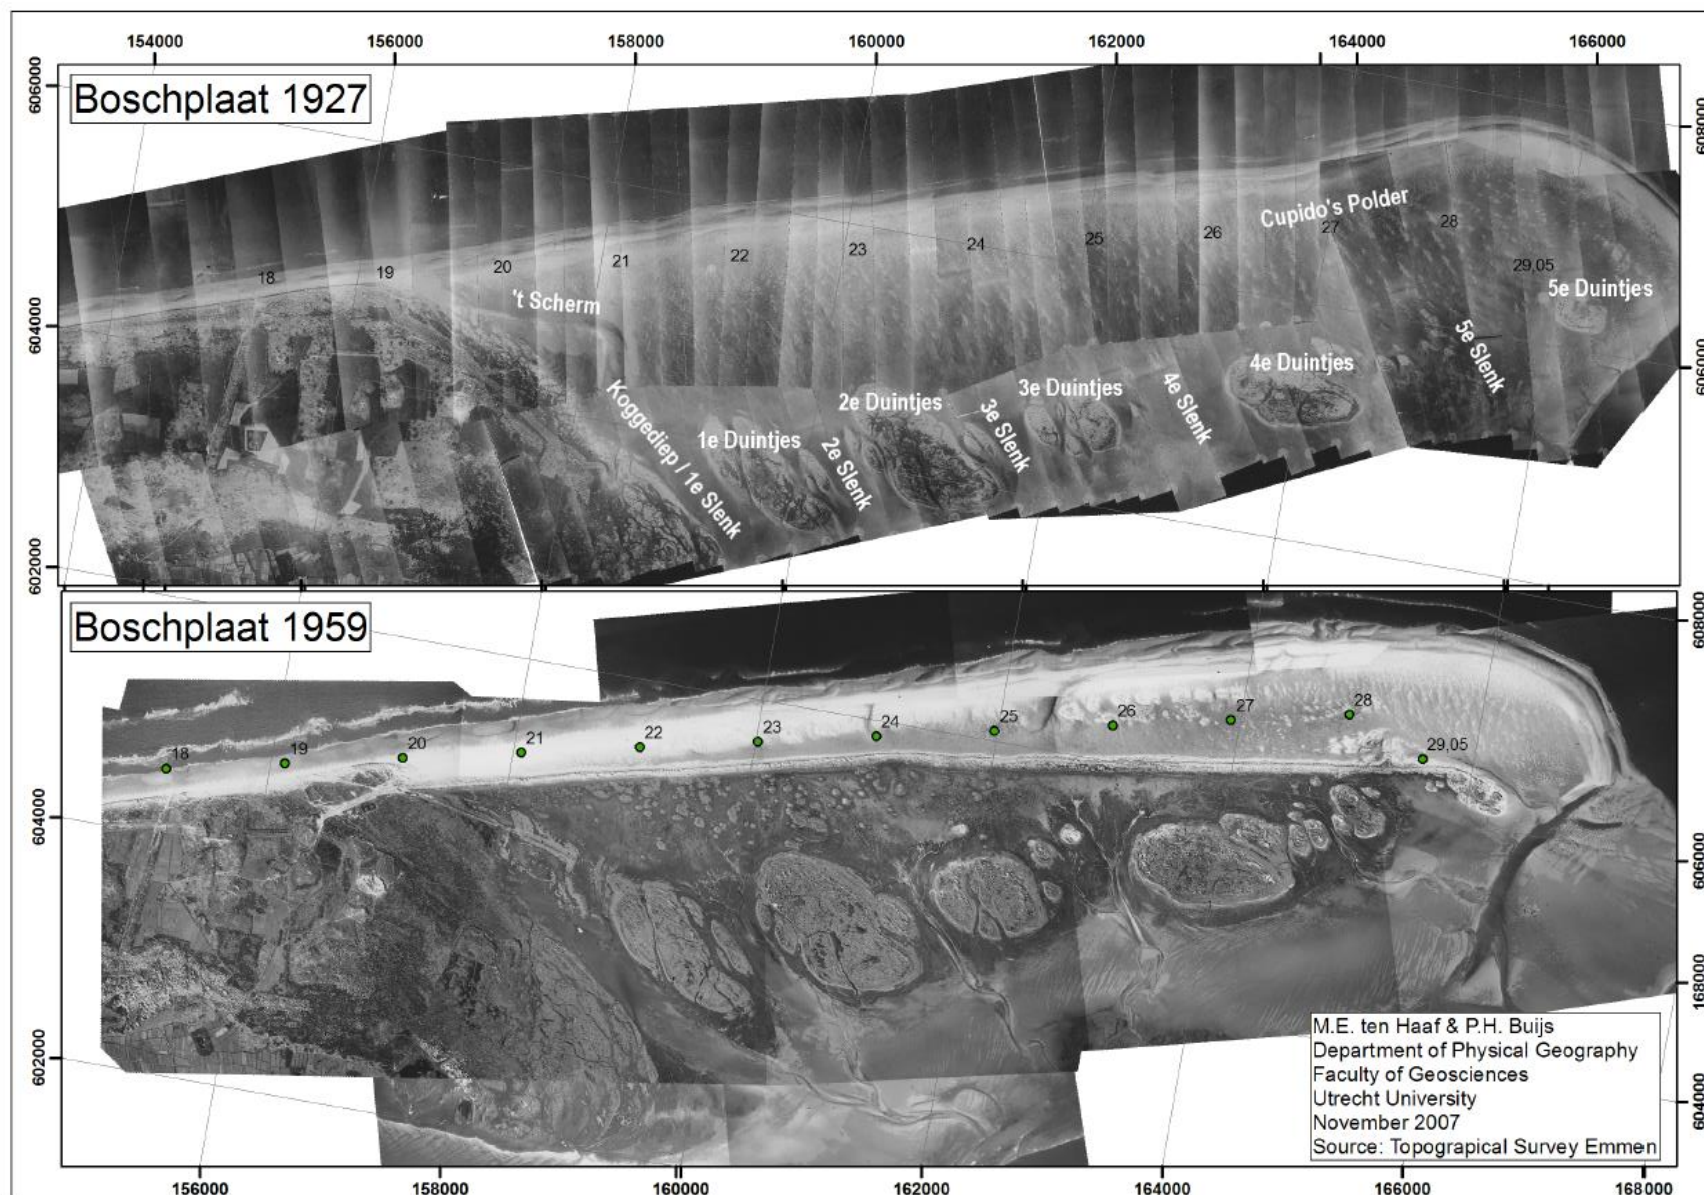 154000 156000 158000 160000 162000 164000 166000
606000
608000
Boschplaat 1927
Cupido's Polder
18 19 20 21 22 23 24 25 26 27 28
29,05
't Scherm
5e Duintjes
604000
606000
5e Slenk
4e Duintjes
3e Duintjes
4e Slenk
2e Duintjes
3e Slenk
1e Duintjes
2e Slenk
Koggediep / 1e Slenk
602000
Boschplaat 1959
608000
18 19 20 21 22 23 24 25 26 27 28
29,05
604000
606000
168000
602000
604000
M.E. ten Haaf & P.H. Buijs
Department of Physical Geography
Faculty of Geosciences
Utrecht University
November 2007
Source: Topograpical Survey Emmen
156000 158000 160000 162000 164000 166000 168000